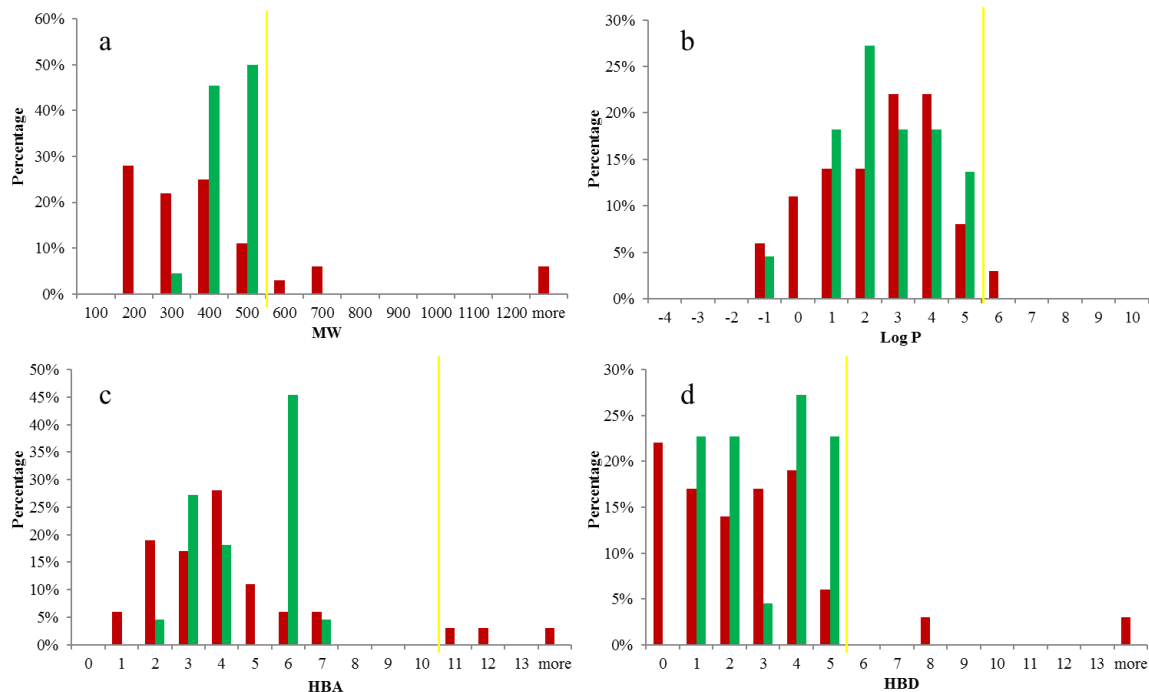 a
60%
50%
40%
30%
20%
10%
0%
Percentage
100 200 300 400 500 600 700 800 900 1000 1100 1200 more
MW
b
30%
25%
20%
15%
10%
5%
0%
Percentage
-4 -3 -2 -1 0 1 2 3 4 5 6 7 8 9 10
Log P
c
50%
45%
40%
35%
30%
25%
20%
15%
10%
5%
0%
Percentage
0 1 2 3 4 5 6 7 8 9 10 11 12 13 more
HBA
d
30%
25%
20%
15%
10%
5%
0%
Percentage
0 1 2 3 4 5 6 7 8 9 10 11 12 13 more
HBD